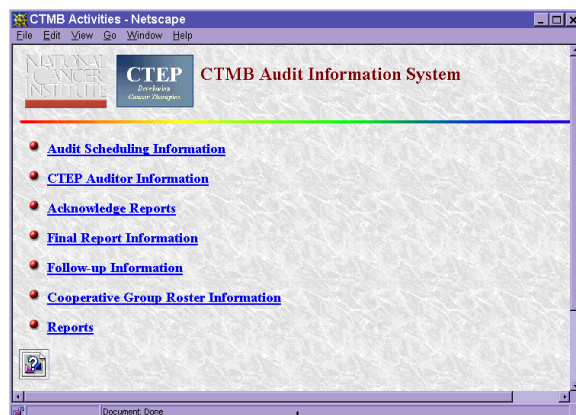 CTMB Activities - Netscape
File Edit View Go Window Help
NATIONAL
CANCER
INSTITUTE
CTEP
Developing
Cancer Therapies
CTMB Audit Information System
Audit Scheduling Information
CTEP Auditor Information
Acknowledge Reports
Final Report Information
Follow-up Information
Cooperative Group Roster Information
Reports
Document: Done